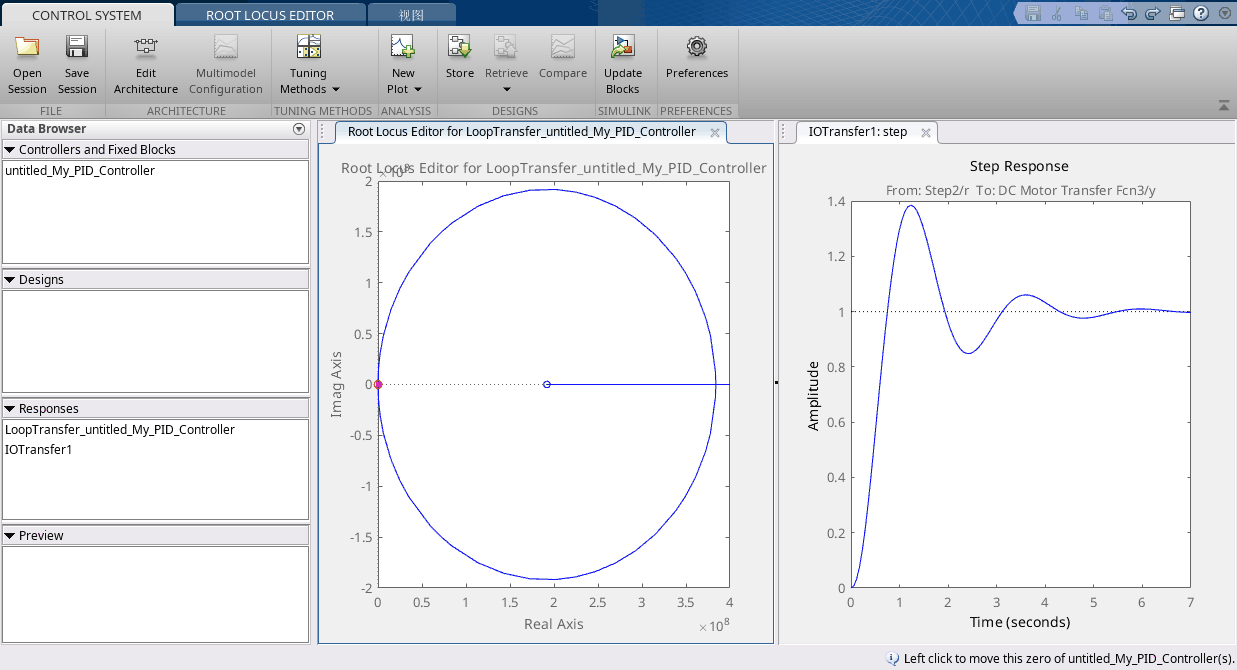 CONTROL SYSTEM
ROOT LOCUS EDITOR
视图
Open Session
Save Session
Edit Architecture
Multimodel Configuration
Tuning Methods
New Plot
Store
Retrieve
Compare
Update Blocks
Preferences
FILE
ARCHITECTURE
TUNING METHODS
ANALYSIS
DESIGNS
SIMULINK
PREFERENCES
Data Browser
Controllers and Fixed Blocks
untitled_My_PID_Controller
Designs
Responses
LoopTransfer_untitled_My_PID_Controller
IOTransfer1
Preview
Root Locus Editor for LoopTransfer_untitled_My_PID_Controller
Root Locus Editor for LoopTransfer_untitled_My_PID_Controller
2
1.5
1
0.5
0
-0.5
-1
-1.5
-2
Imag Axis
0 0.5 1 1.5 2 2.5 3 3.5 4
Real Axis
×10⁸
IOTransfer1: step
Step Response
From: Step2/r To: DC Motor Transfer Fcn3/y
1.4
1.2
1
0.8
0.6
0.4
0.2
0
Amplitude
0 1 2 3 4 5 6 7
Time (seconds)
Left click to move this zero of untitled_My_PID_Controller(s).